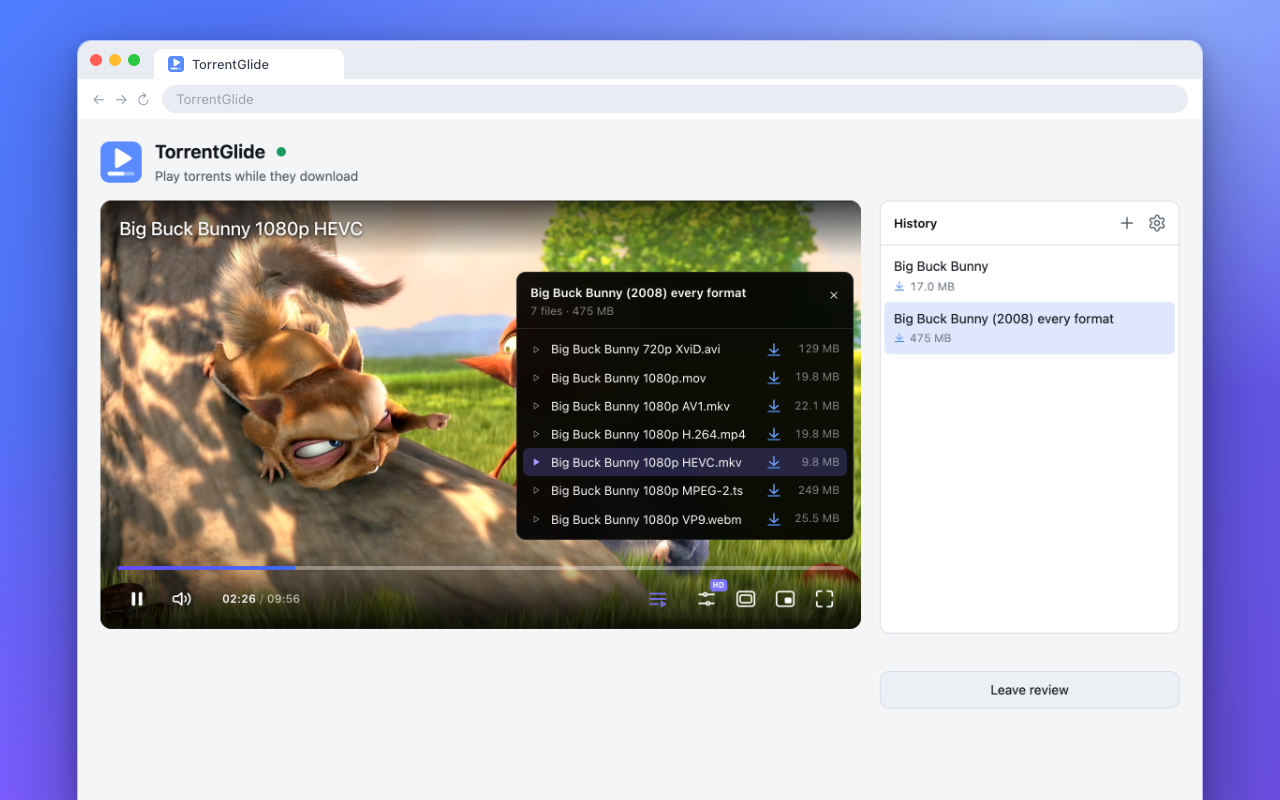 TorrentGlide
TorrentGlide
TorrentGlide
Play torrents while they download
Big Buck Bunny 1080p HEVC
Big Buck Bunny (2008) every format
7 files · 475 MB
Big Buck Bunny 720p XviD.avi 129 MB
Big Buck Bunny 1080p.mov 19.8 MB
Big Buck Bunny 1080p AV1.mkv 22.1 MB
Big Buck Bunny 1080p H.264.mp4 19.8 MB
Big Buck Bunny 1080p HEVC.mkv 9.8 MB
Big Buck Bunny 1080p MPEG-2.ts 249 MB
Big Buck Bunny 1080p VP9.webm 25.5 MB
HD
02:26 / 09:56
History
Big Buck Bunny
17.0 MB
Big Buck Bunny (2008) every format
475 MB
Leave review